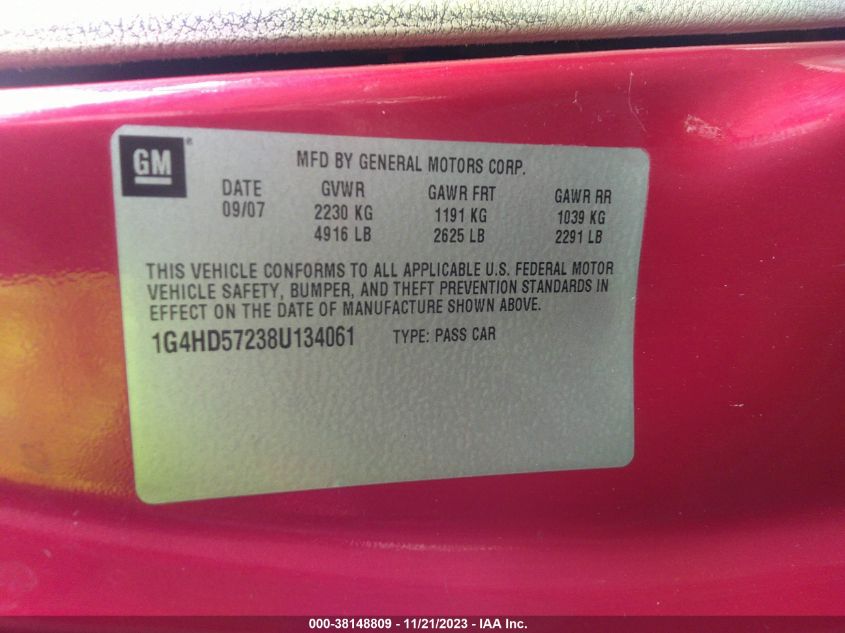 GM®
MFD BY GENERAL MOTORS CORP.
DATE GVWR GAWR FRT GAWR RR
09/07 2230 KG 1191 KG 1039 KG
4916 LB 2625 LB 2291 LB
THIS VEHICLE CONFORMS TO ALL APPLICABLE U.S. FEDERAL MOTOR
VEHICLE SAFETY, BUMPER, AND THEFT PREVENTION STANDARDS IN
EFFECT ON THE DATE OF MANUFACTURE SHOWN ABOVE.
1G4HD57238U134061 TYPE: PASS CAR
000-38148809 - 11/21/2023 - IAA Inc.